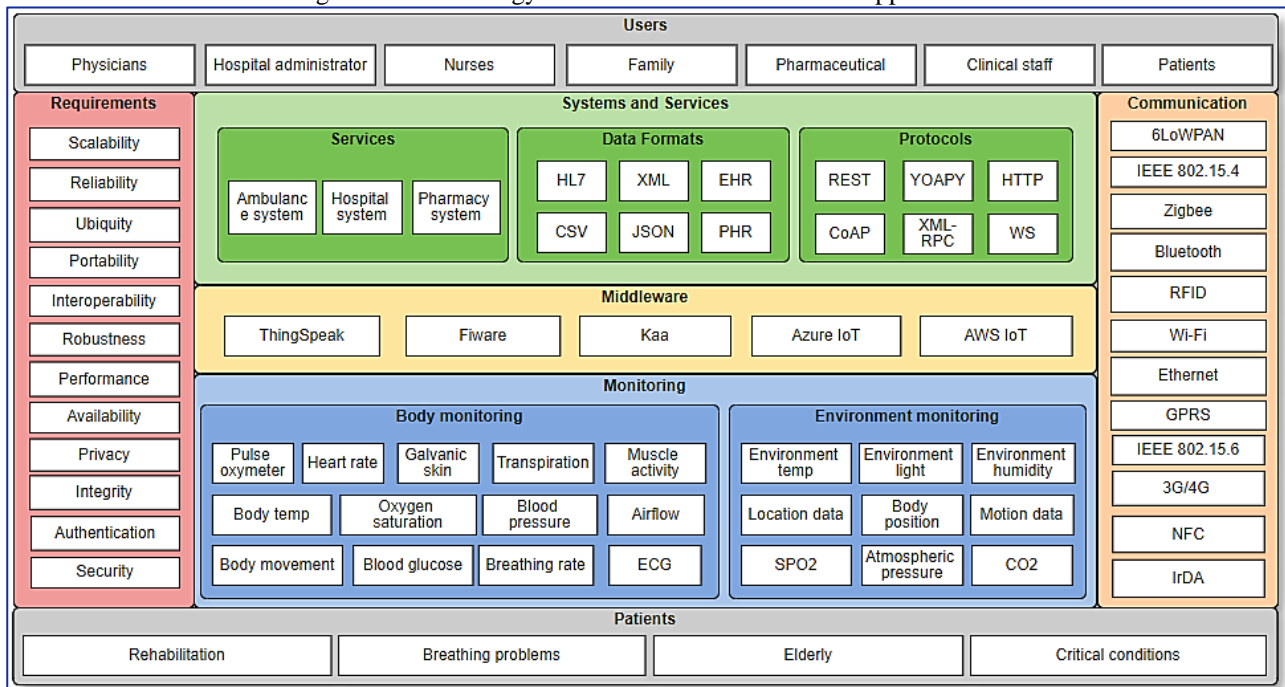 Users
Physicians
Hospital administrator
Nurses
Family
Pharmaceutical
Clinical staff
Patients
Requirements
Scalability
Reliability
Ubiquity
Portability
Interoperability
Robustness
Performance
Availability
Privacy
Integrity
Authentication
Security
Systems and Services
Services
Ambulanc
e system
Hospital
system
Pharmacy
system
Data Formats
HL7
XML
EHR
CSV
JSON
PHR
Protocols
REST
YOAPY
HTTP
CoAP
XML-
RPC
WS
Middleware
ThingSpeak
Fiware
Kaa
Azure IoT
AWS IoT
Monitoring
Body monitoring
Pulse
oxymeter
Heart rate
Galvanic
skin
Transpiration
Muscle
activity
Body temp
Oxygen
saturation
Blood
pressure
Airflow
Body movement
Blood glucose
Breathing rate
ECG
Environment monitoring
Environment
temp
Environment
light
Environment
humidity
Location data
Body
position
Motion data
SPO2
Atmospheric
pressure
CO2
Communication
6LoWPAN
IEEE 802.15.4
Zigbee
Bluetooth
RFID
Wi-Fi
Ethernet
GPRS
IEEE 802.15.6
3G/4G
NFC
IrDA
Patients
Rehabilitation
Breathing problems
Elderly
Critical conditions